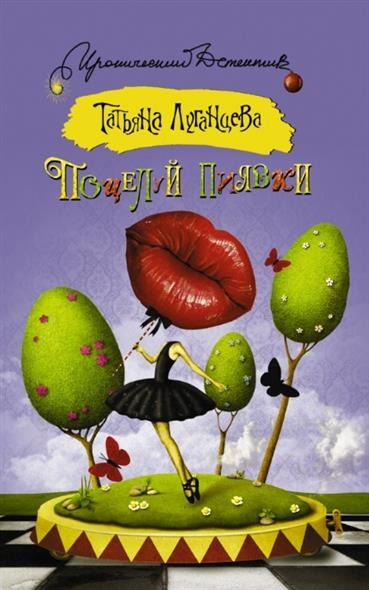 Иронический Детектив
Татьяна Луганцева
Поцелуй пиявки